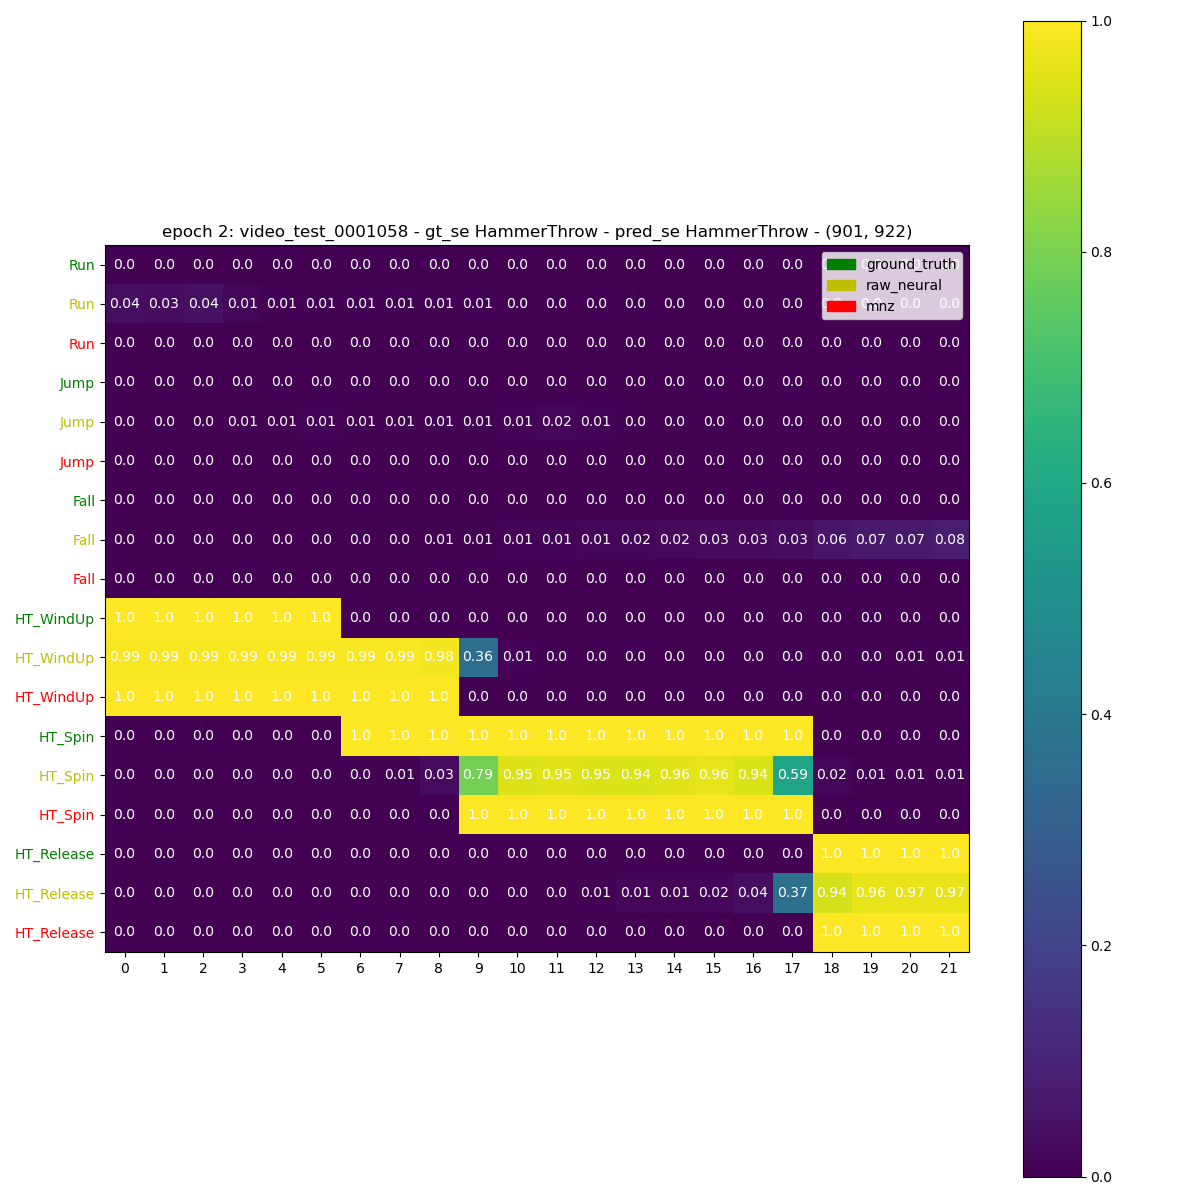 epoch 2: video_test_0001058 - gt_se HammerThrow - pred_se HammerThrow - (901, 922)
Run 0.0 0.0 0.0 0.0 0.0 0.0 0.0 0.0 0.0 0.0 0.0 0.0 0.0 0.0 0.0 0.0 0.0 0.0
Run 0.04 0.03 0.04 0.01 0.01 0.01 0.01 0.01 0.01 0.01 0.0 0.0 0.0 0.0 0.0 0.0 0.0 0.0 0.0 0.0 0.0 0.0
Run 0.0 0.0 0.0 0.0 0.0 0.0 0.0 0.0 0.0 0.0 0.0 0.0 0.0 0.0 0.0 0.0 0.0 0.0 0.0 0.0 0.0 0.0
Jump 0.0 0.0 0.0 0.0 0.0 0.0 0.0 0.0 0.0 0.0 0.0 0.0 0.0 0.0 0.0 0.0 0.0 0.0 0.0 0.0 0.0 0.0
Jump 0.0 0.0 0.0 0.01 0.01 0.01 0.01 0.01 0.01 0.01 0.01 0.02 0.01 0.0 0.0 0.0 0.0 0.0 0.0 0.0 0.0 0.0
Jump 0.0 0.0 0.0 0.0 0.0 0.0 0.0 0.0 0.0 0.0 0.0 0.0 0.0 0.0 0.0 0.0 0.0 0.0 0.0 0.0 0.0 0.0
Fall 0.0 0.0 0.0 0.0 0.0 0.0 0.0 0.0 0.0 0.0 0.0 0.0 0.0 0.0 0.0 0.0 0.0 0.0 0.0 0.0 0.0 0.0
Fall 0.0 0.0 0.0 0.0 0.0 0.0 0.0 0.0 0.01 0.01 0.01 0.01 0.01 0.02 0.02 0.03 0.03 0.03 0.06 0.07 0.07 0.08
Fall 0.0 0.0 0.0 0.0 0.0 0.0 0.0 0.0 0.0 0.0 0.0 0.0 0.0 0.0 0.0 0.0 0.0 0.0 0.0 0.0 0.0 0.0
HT_WindUp 1.0 1.0 1.0 1.0 1.0 1.0 0.0 0.0 0.0 0.0 0.0 0.0 0.0 0.0 0.0 0.0 0.0 0.0 0.0 0.0 0.0 0.0
HT_WindUp 0.99 0.99 0.99 0.99 0.99 0.99 0.99 0.99 0.98 0.36 0.01 0.0 0.0 0.0 0.0 0.0 0.0 0.0 0.0 0.0 0.01 0.01
HT_WindUp 1.0 1.0 1.0 1.0 1.0 1.0 1.0 1.0 1.0 0.0 0.0 0.0 0.0 0.0 0.0 0.0 0.0 0.0 0.0 0.0 0.0 0.0
HT_Spin 0.0 0.0 0.0 0.0 0.0 0.0 1.0 1.0 1.0 1.0 1.0 1.0 1.0 1.0 1.0 1.0 1.0 1.0 0.0 0.0 0.0 0.0
HT_Spin 0.0 0.0 0.0 0.0 0.0 0.0 0.0 0.01 0.03 0.79 0.95 0.95 0.95 0.94 0.96 0.96 0.94 0.59 0.02 0.01 0.01 0.01
HT_Spin 0.0 0.0 0.0 0.0 0.0 0.0 0.0 0.0 0.0 1.0 1.0 1.0 1.0 1.0 1.0 1.0 1.0 1.0 0.0 0.0 0.0 0.0
HT_Release 0.0 0.0 0.0 0.0 0.0 0.0 0.0 0.0 0.0 0.0 0.0 0.0 0.0 0.0 0.0 0.0 0.0 0.0 1.0 1.0 1.0 1.0
HT_Release 0.0 0.0 0.0 0.0 0.0 0.0 0.0 0.0 0.0 0.0 0.0 0.0 0.01 0.01 0.01 0.02 0.04 0.37 0.94 0.96 0.97 0.97
HT_Release 0.0 0.0 0.0 0.0 0.0 0.0 0.0 0.0 0.0 0.0 0.0 0.0 0.0 0.0 0.0 0.0 0.0 0.0 1.0 1.0 1.0 1.0
0 1 2 3 4 5 6 7 8 9 10 11 12 13 14 15 16 17 18 19 20 21
ground_truth
raw_neural
mnz
1.0
0.8
0.6
0.4
0.2
0.0